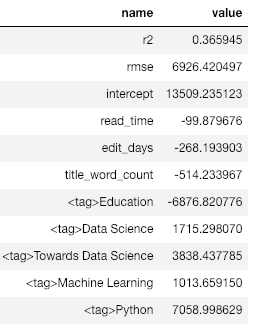 name value
r2 0.365945
rmse 6926.420497
intercept 13509.235123
read_time -99.879676
edit_days -268.193903
title_word_count -514.233967
<tag>Education -6876.820776
<tag>Data Science 1715.298070
<tag>Towards Data Science 3838.437785
<tag>Machine Learning 1013.659150
<tag>Python 7058.998629